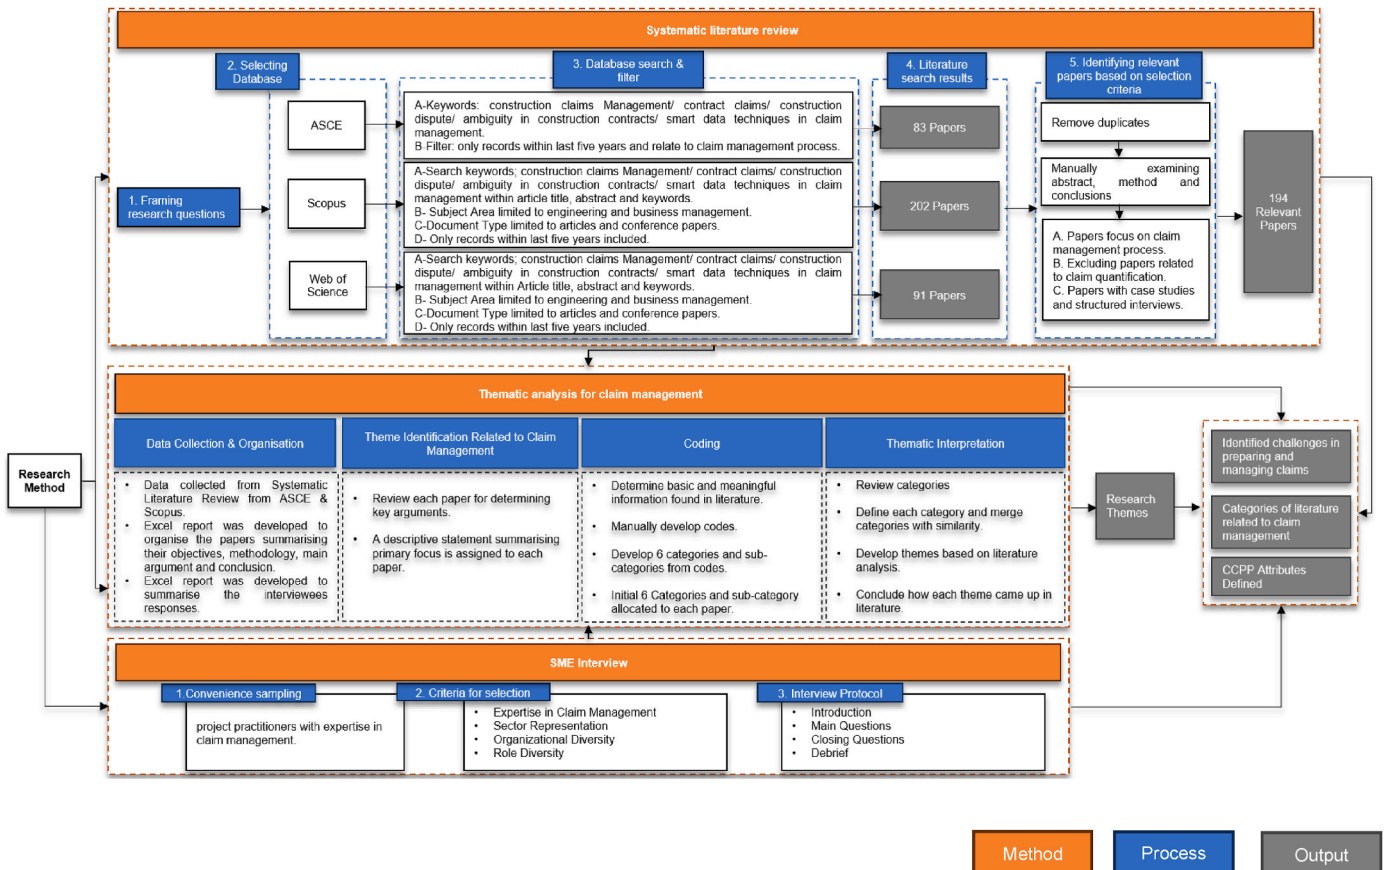 Systematic literature review
2. Selecting
Database
3. Database search &
filter
4. Literature
search results
5. Identifying relevant
papers based on selection
criteria
ASCE
A-Keywords: construction claims Management/ contract claims/ construction
dispute/ ambiguity in construction contracts/ smart data techniques in claim
management.
B-Filter: only records within last five years and relate to claim management process.
83 Papers
Remove duplicates
1. Framing
research questions
Scopus
A-Search keywords; construction claims Management/ contract claims/ construction
dispute/ ambiguity in construction contracts/ smart data techniques in claim
management within article title, abstract and keywords.
B- Subject Area limited to engineering and business management.
C-Document Type limited to articles and conference papers.
D- Only records within last five years included.
202 Papers
Manually examining
abstract, method and
conclusions
194
Relevant
Papers
Web of
Science
A-Search keywords; construction claims Management/ contract claims/ construction
dispute/ ambiguity in construction contracts/ smart data techniques in claim
management within Article title, abstract and keywords.
B- Subject Area limited to engineering and business management.
C-Document Type limited to articles and conference papers.
D- Only records within last five years included.
91 Papers
A. Papers focus on claim
management process.
B. Excluding papers related
to claim quantification.
C. Papers with case studies
and structured interviews.
Research
Method
Thematic analysis for claim management
Data Collection & Organisation
Theme Identification Related to Claim
Management
Coding
Thematic Interpretation
• Data collected from Systematic
Literature Review from ASCE &
Scopus.
• Excel report was developed to
organise the papers summarising
their objectives, methodology, main
argument and conclusion.
• Excel report was developed to
summarise the interviewees
responses.
• Review each paper for determining
key arguments.
• A descriptive statement summarising
primary focus is assigned to each
paper.
• Determine basic and meaningful
information found in literature.
• Manually develop codes.
• Develop 6 categories and sub-
categories from codes.
• Initial 6 Categories and sub-category
allocated to each paper.
• Review categories
• Define each category and merge
categories with similarity.
• Develop themes based on literature
analysis.
• Conclude how each theme came up in
literature.
Research
Themes
Identified challenges in
preparing and
managing claims
Categories of literature
related to claim
management
CCPP Attributes
Defined
SME Interview
1.Convenience sampling
project practitioners with expertise in
claim management.
2. Criteria for selection
• Expertise in Claim Management
• Sector Representation
• Organizational Diversity
• Role Diversity
3. Interview Protocol
• Introduction
• Main Questions
• Closing Questions
• Debrief
Method
Process
Output